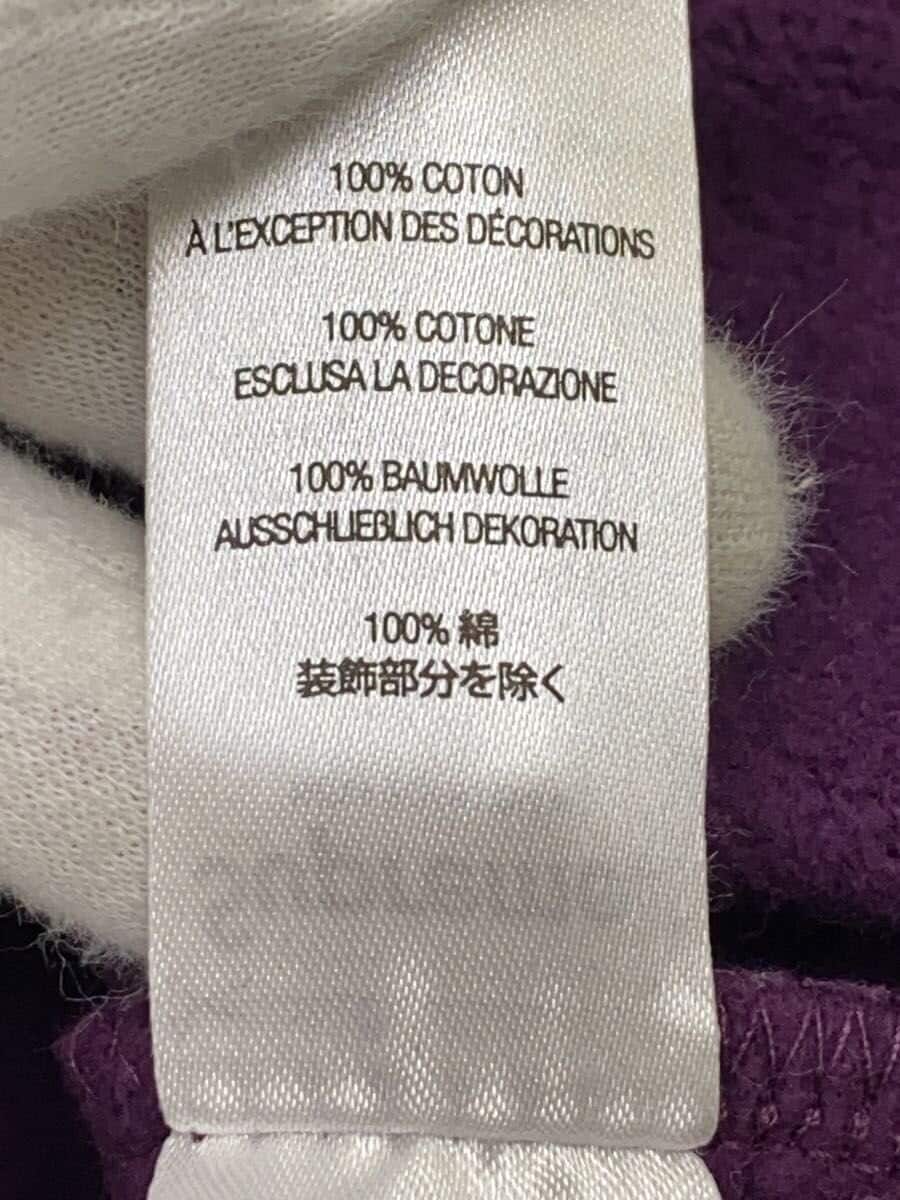 100% COTON
À L'EXCEPTION DES DÉCORATIONS
100% COTONE
ESCLUSA LA DECORAZIONE
100% BAUMWOLLE
AUSSCHLIEßLICH DEKORATION
100% 綿
装飾部分を除く